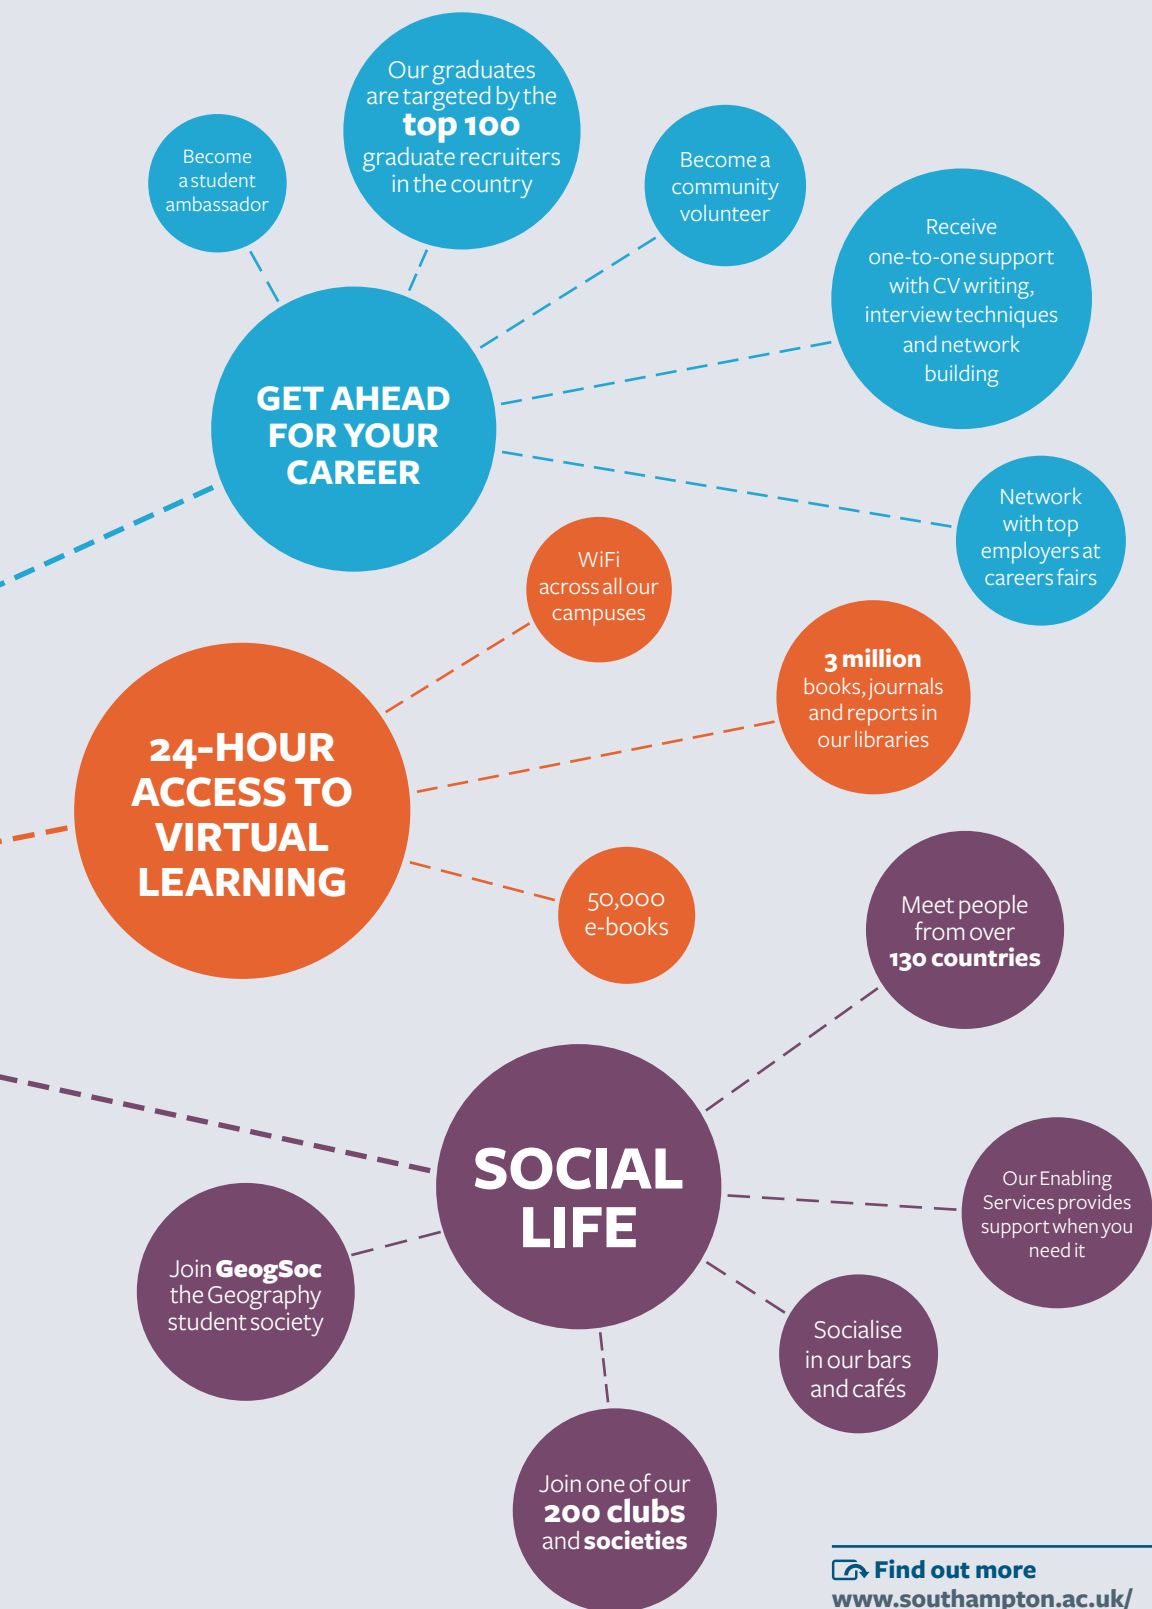 Our graduates
are targeted by the
top 100
graduate recruiters
in the country
Become
a student
ambassador
Become a
community
volunteer
Receive
one-to-one support
with CV writing,
interview techniques
and network
building
GET AHEAD
FOR YOUR
CAREER
Network
with top
employers at
careers fairs
WiFi
across all our
campuses
3 million
books, journals
and reports in
our libraries
24-HOUR
ACCESS TO
VIRTUAL
LEARNING
50,000
e-books
Meet people
from over
130 countries
SOCIAL
LIFE
Our Enabling
Services provides
support when you
need it
Join GeogSoc
the Geography
student society
Socialise
in our bars
and cafés
Join one of our
200 clubs
and societies
Find out more
www.southampton.ac.uk/